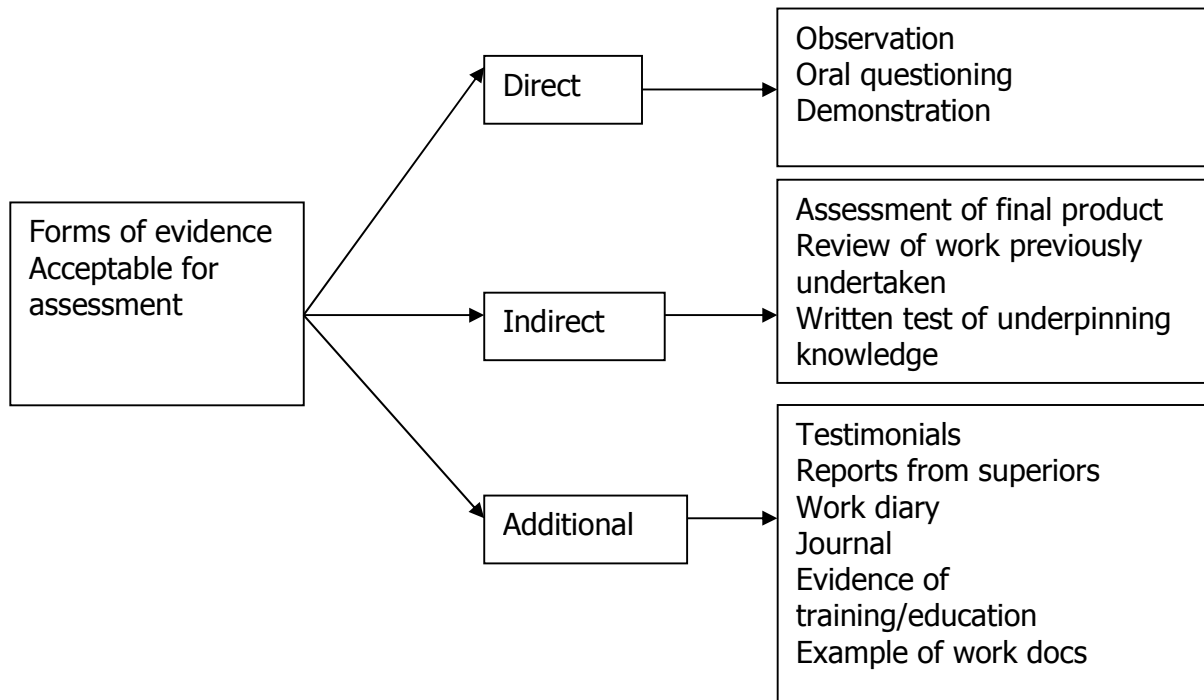 Forms of evidence
Acceptable for
assessment
Direct
Observation
Oral questioning
Demonstration
Indirect
Assessment of final product
Review of work previously
undertaken
Written test of underpinning
knowledge
Additional
Testimonials
Reports from superiors
Work diary
Journal
Evidence of
training/education
Example of work docs